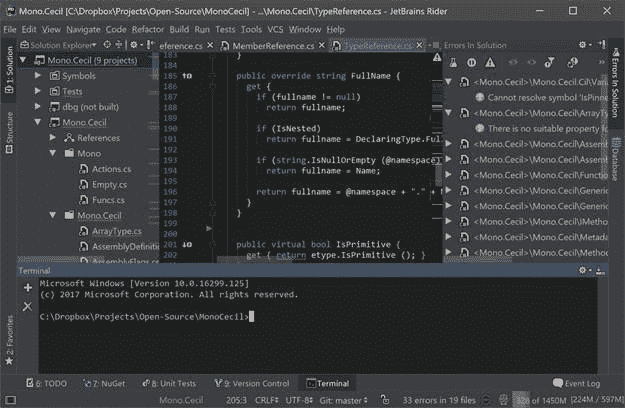 Mono.Cecil [C:\Dropbox\Projects\Open-Source\MonoCecil] - ...\Mono.Cecil\TypeReference.cs - JetBrains Rider
File Edit View Navigate Code Refactor Build Run Tests Tools VCS Window Help
Solution Explorer
eference.cs
MemberReference.cs
TypeReference.cs
Errors In Solution
1: Solution
Structure
2: Favorites
Mono.Cecil (9 projects)
Symbols
Tests
dbg (not built)
Mono.Cecil
References
Mono
Actions.cs
Empty.cs
Funcs.cs
Mono.Cecil
ArrayType.cs
AssemblyDefinitio
AssemblyFlags.cs
183 }
184
185 public override string FullName {
186 get {
187 if (fullname != null)
188 return fullname;
189
190 if (IsNested)
191 return fullname = DeclaringType.Ful
192
193 if (string.IsNullOrEmpty (@namespace)
194 return fullname = Name;
195
196 return fullname = @namespace + "." +
197 }
198 }
199
200
201 public virtual bool IsPrimitive {
202 get { return etype.IsPrimitive (); }
<Mono.Cecil>\Mono.Cecil.Cil\Vari
Cannot resolve symbol 'IsPinne
<Mono.Cecil>\Mono.Cecil\ArrayTy
There is no suitable property fo
<Mono.Cecil>\Mono.Cecil\Assemb
<Mono.Cecil>\Mono.Cecil\Assemb
<Mono.Cecil>\Mono.Cecil\Functio
<Mono.Cecil>\Mono.Cecil\Generic
<Mono.Cecil>\Mono.Cecil\Generic
<Mono.Cecil>\Mono.Cecil\IMetho
<Mono.Cecil>\Mono.Cecil\Metada
<Mono.Cecil>\Mono.Cecil\Method
Errors In Solution
Database
Terminal
Microsoft Windows [Version 10.0.16299.125]
(c) 2017 Microsoft Corporation. All rights reserved.
C:\Dropbox\Projects\Open-Source\MonoCecil>
6: TODO 7: NuGet 8: Unit Tests 9: Version Control Terminal Event Log
Mono.Cecil 205:3 CRLF UTF-8 Git: master 33 errors in 19 files 328 of 1450M [224M / 597M]